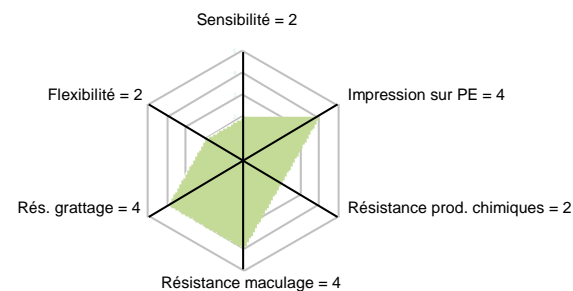 Sensibilité = 2
Flexibilité = 2
Impression sur PE = 4
Rés. grattage = 4
Résistance prod. chimiques = 2
Résistance maculage = 4